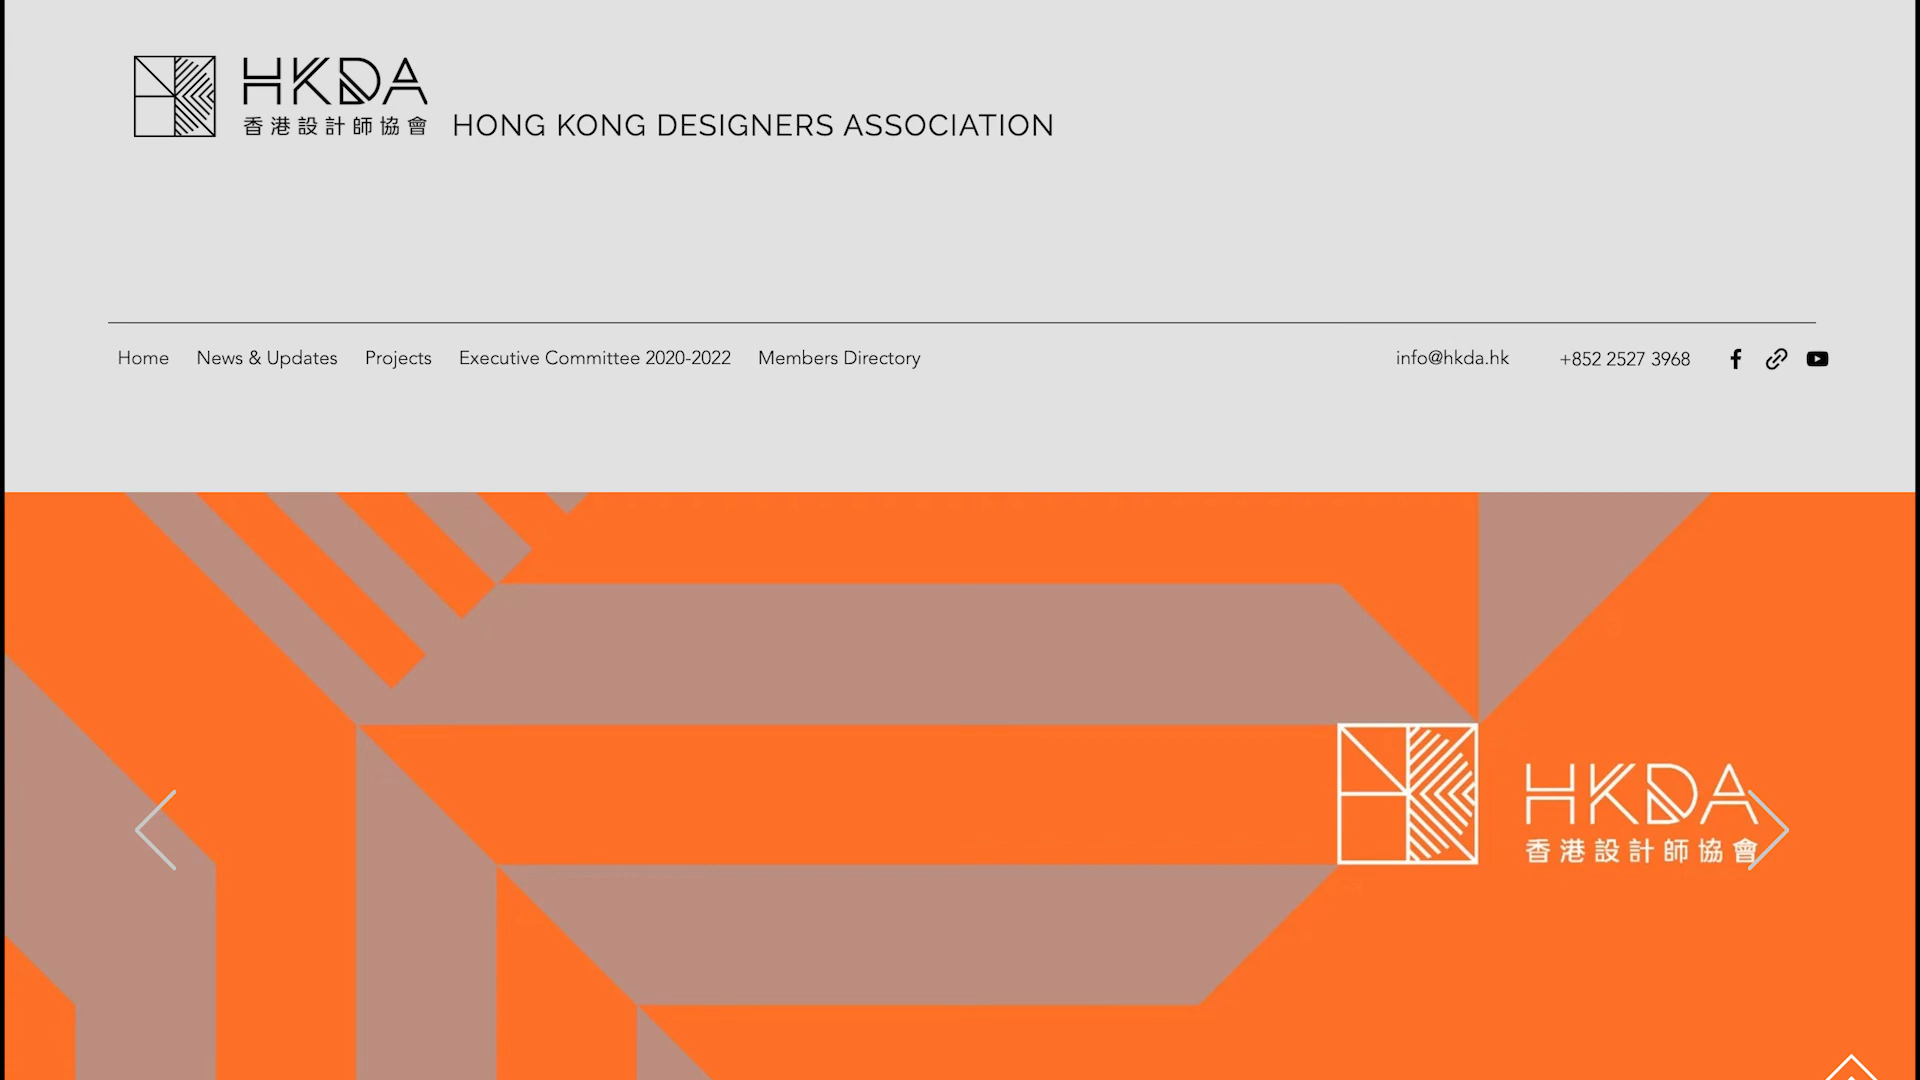 HKDA
香港設計師協會 HONG KONG DESIGNERS ASSOCIATION
Home News & Updates Projects Executive Committee 2020-2022 Members Directory info@hkda.hk +852 2527 3968
HKDA
香港設計師協會